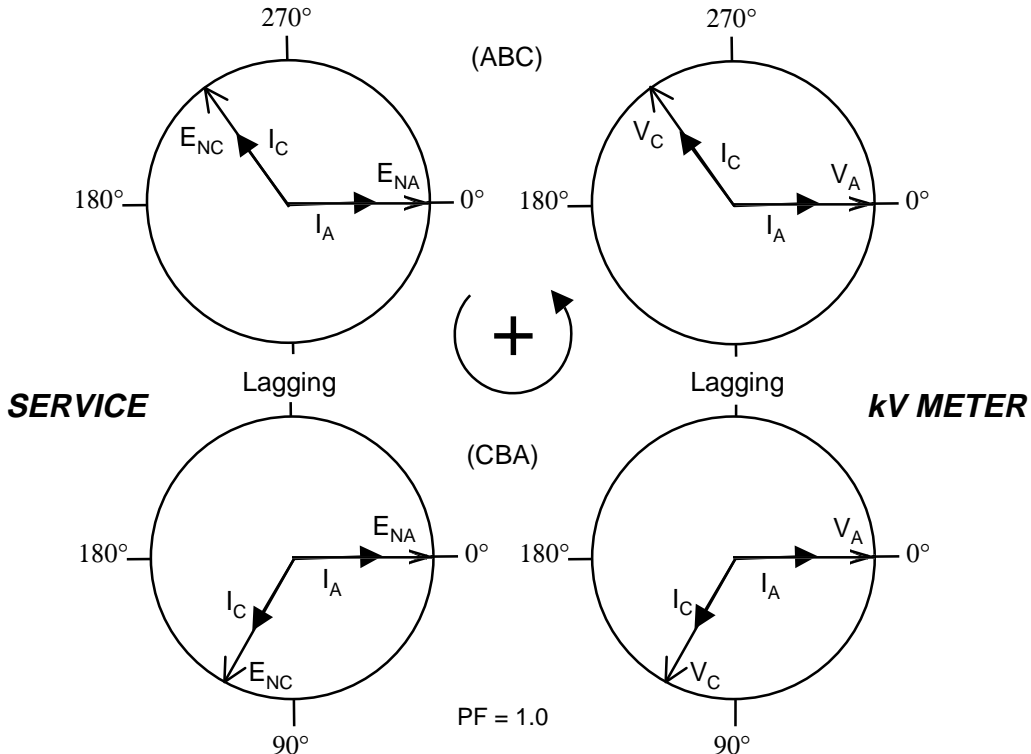 270°
(ABC)
270°
E_NC
I_C
V_C
I_C
E_NA
V_A
180°
0°
180°
0°
I_A
I_A
+
Lagging
Lagging
SERVICE
kV METER
(CBA)
E_NA
V_A
180°
0°
180°
0°
I_A
I_A
I_C
I_C
E_NC
V_C
PF = 1.0
90°
90°